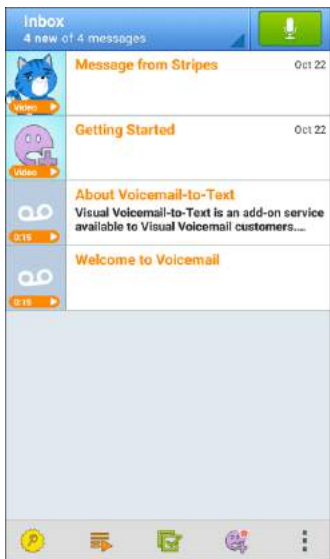 Inbox
4 new of 4 messages
Message from Stripes
Oct 22
Video
Getting Started
Oct 22
Video
About Voicemail-to-Text
Visual Voicemail-to-Text is an add-on service
available to Visual Voicemail customers....
0:15
Welcome to Voicemail
0:15